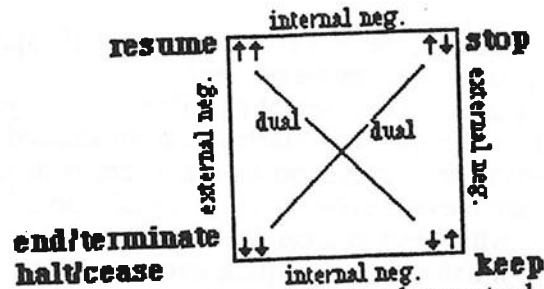 internal neg.
resume ↑↑ ↑↓ stop
external neg.
external neg.
dual dual
end/terminate ↓↓ ↓↑
halt/cease internal neg. keep